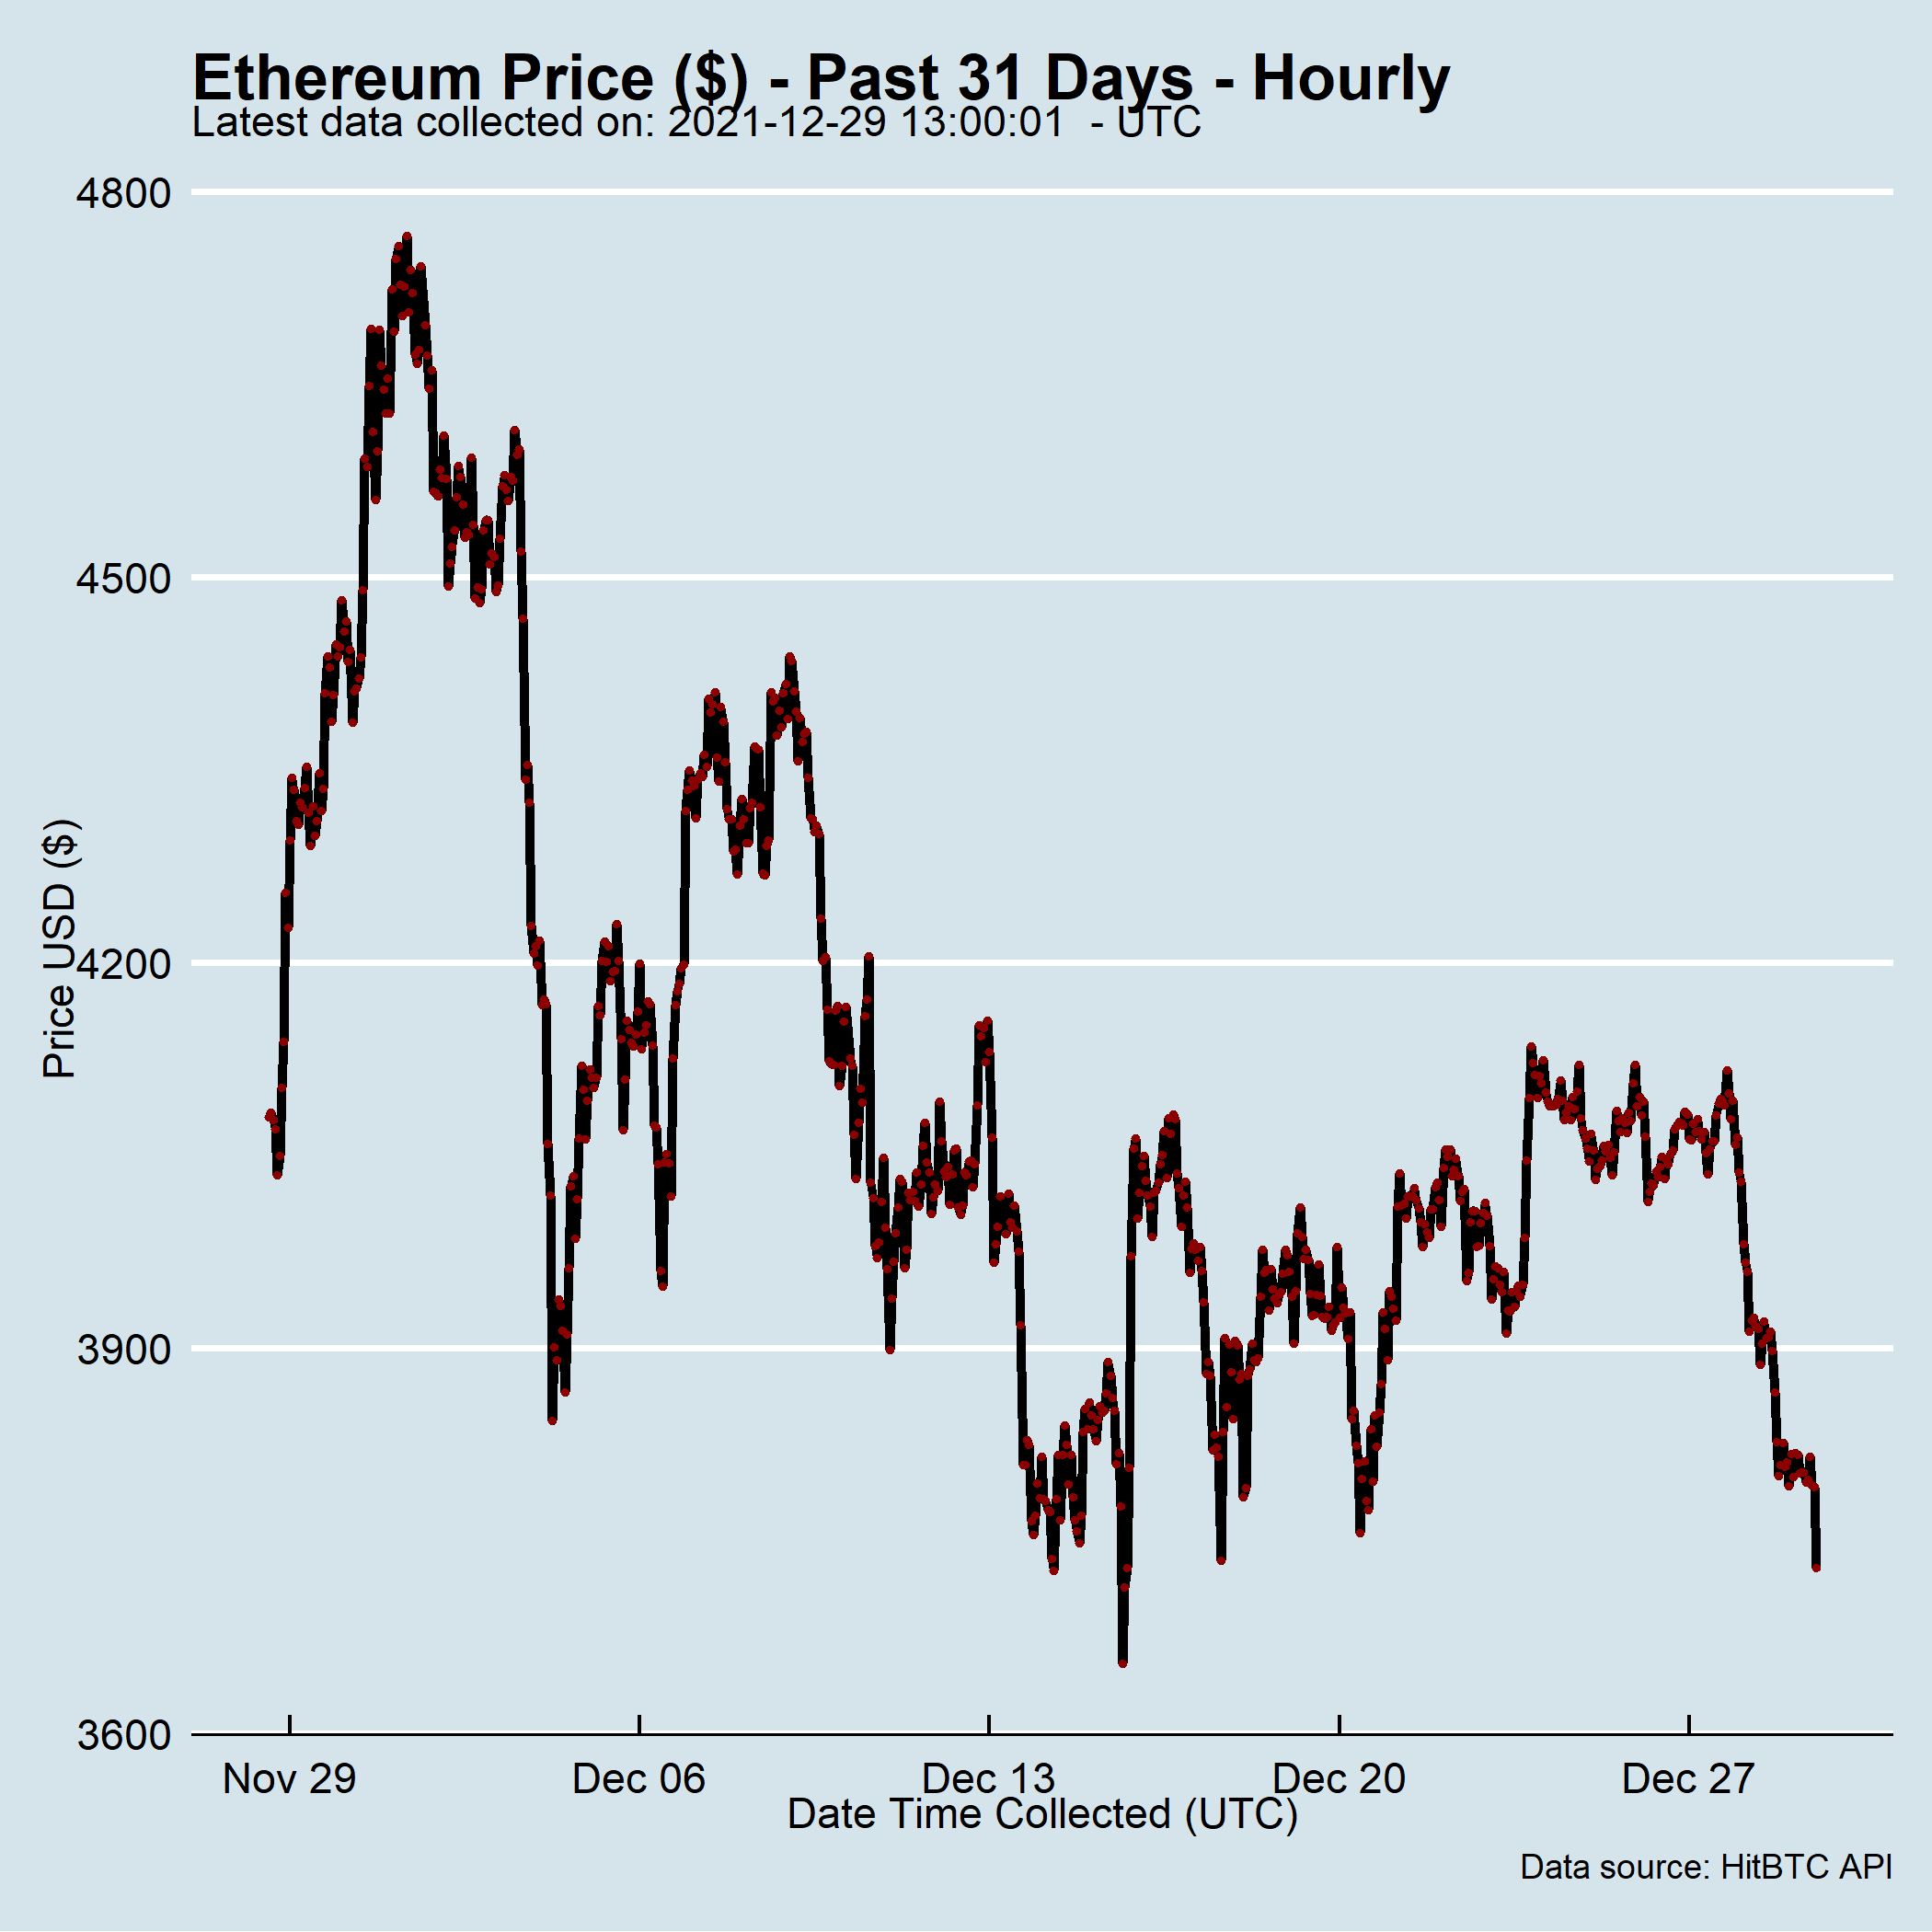 Ethereum Price ($) - Past 31 Days - Hourly
Latest data collected on: 2021-12-29 13:00:01  - UTC
4800
4500
4200
3900
3600
Price USD ($)
Nov 29 Dec 06 Dec 13 Dec 20 Dec 27
Date Time Collected (UTC)
Data source: HitBTC API